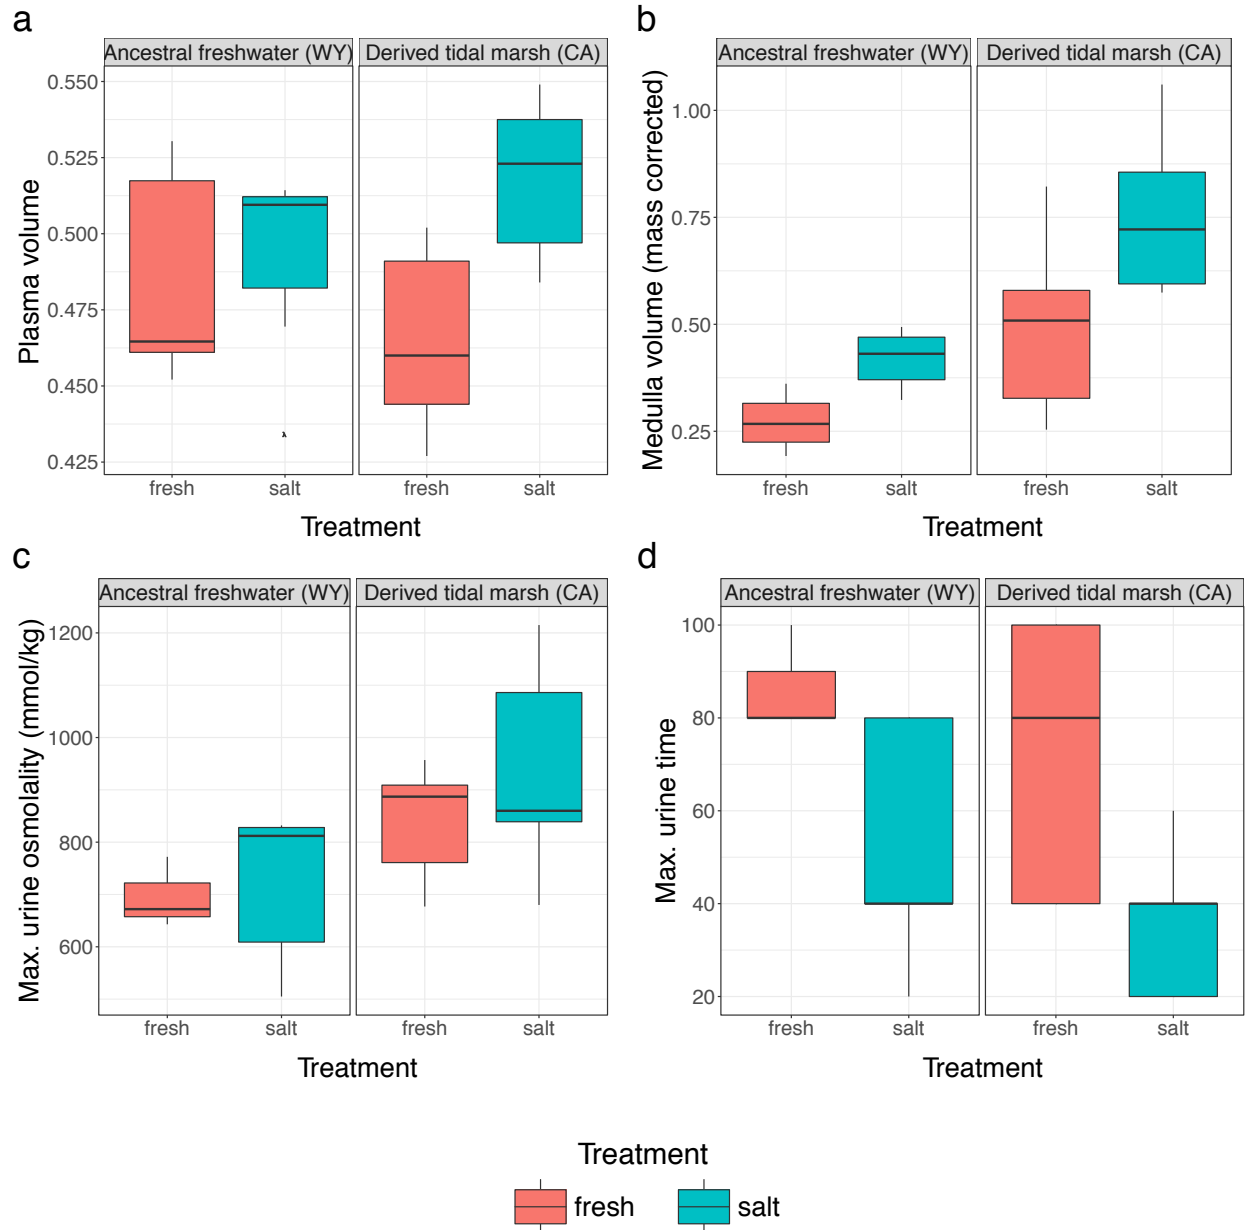 a
Ancestral freshwater (WY)
Derived tidal marsh (CA)
Plasma volume
0.550
0.525
0.500
0.475
0.450
0.425
fresh
salt
fresh
salt
Treatment
b
Ancestral freshwater (WY)
Derived tidal marsh (CA)
Medulla volume (mass corrected)
1.00
0.75
0.50
0.25
fresh
salt
fresh
salt
Treatment
c
Ancestral freshwater (WY)
Derived tidal marsh (CA)
Max. urine osmolality (mmol/kg)
1200
1000
800
600
fresh
salt
fresh
salt
Treatment
d
Ancestral freshwater (WY)
Derived tidal marsh (CA)
Max. urine time
100
80
60
40
20
fresh
salt
fresh
salt
Treatment
Treatment
fresh
salt